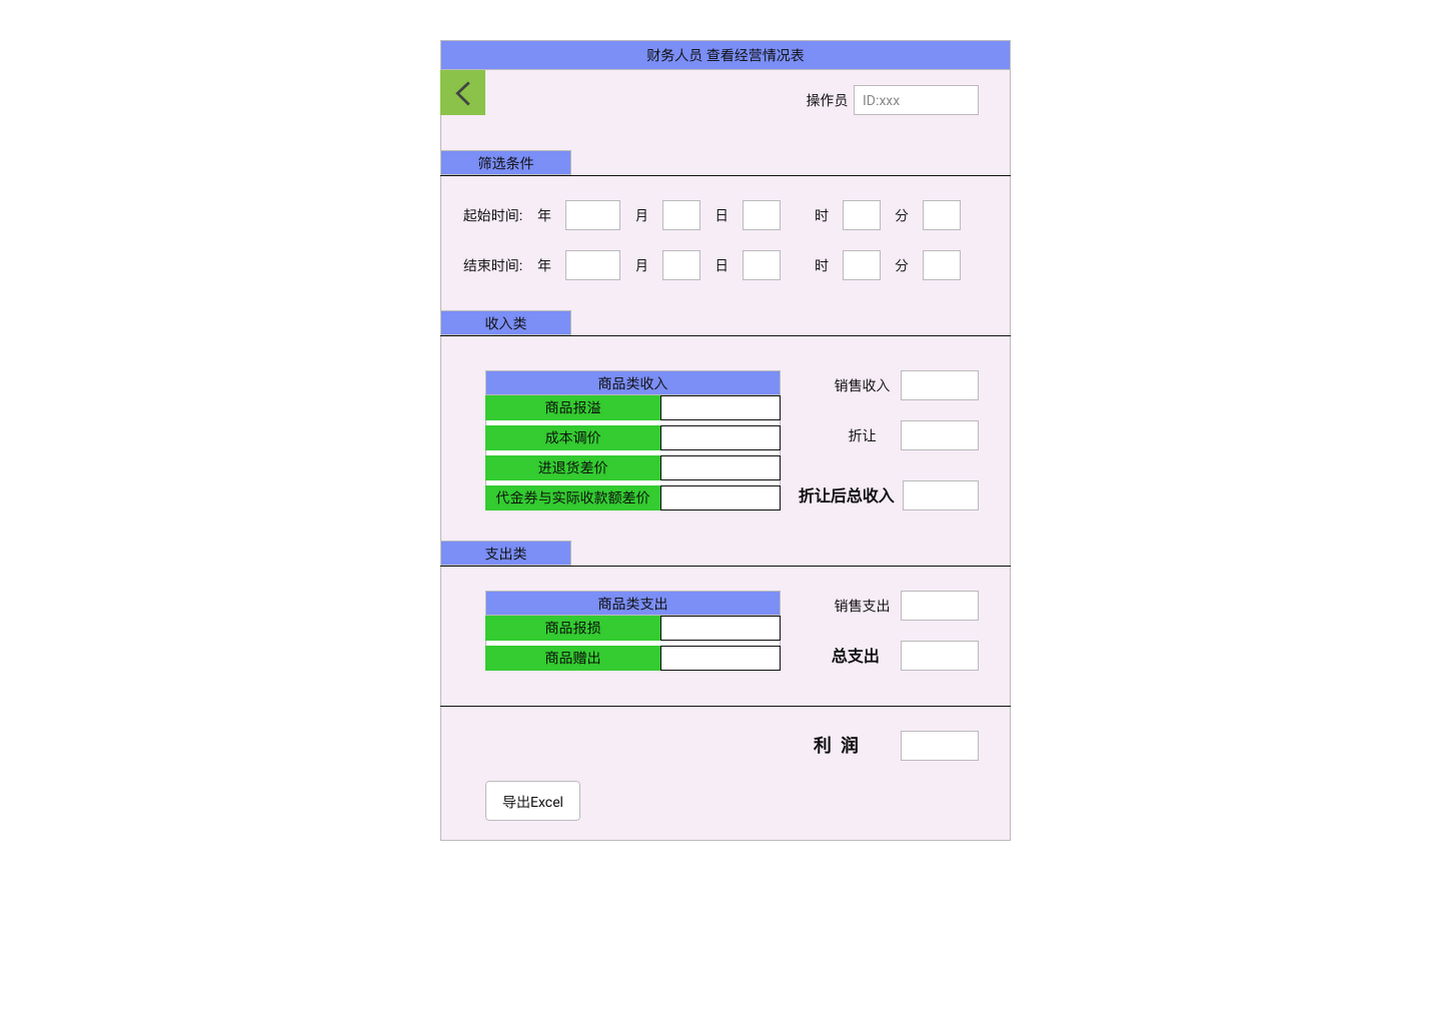 财务人员 查看经营情况表
操作员 ID:xxx
筛选条件
起始时间: 年 月 日 时 分
结束时间: 年 月 日 时 分
收入类
商品类收入
销售收入
商品报溢
成本调价
折让
进退货差价
代金券与实际收款额差价
折让后总收入
支出类
商品类支出
销售支出
商品报损
商品赠出
总支出
利 润
导出Excel